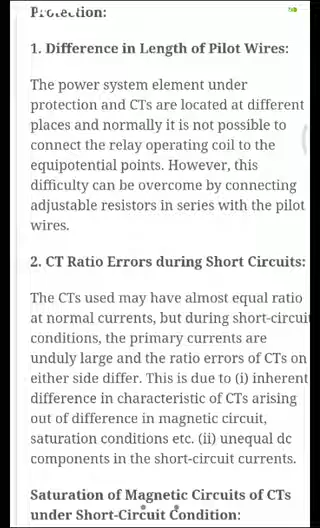 Protection:
1. Difference in Length of Pilot Wires:
The power system element under
protection and CTs are located at different
places and normally it is not possible to
connect the relay operating coil to the
equipotential points. However, this
difficulty can be overcome by connecting
adjustable resistors in series with the pilot
wires.
2. CT Ratio Errors during Short Circuits:
The CTs used may have almost equal ratio
at normal currents, but during short-circuit
conditions, the primary currents are
unduly large and the ratio errors of CTs on
either side differ. This is due to (i) inherent
difference in characteristic of CTs arising
out of difference in magnetic circuit,
saturation conditions etc. (ii) unequal dc
components in the short-circuit currents.
Saturation of Magnetic Circuits of CTs
under Short-Circuit Condition: